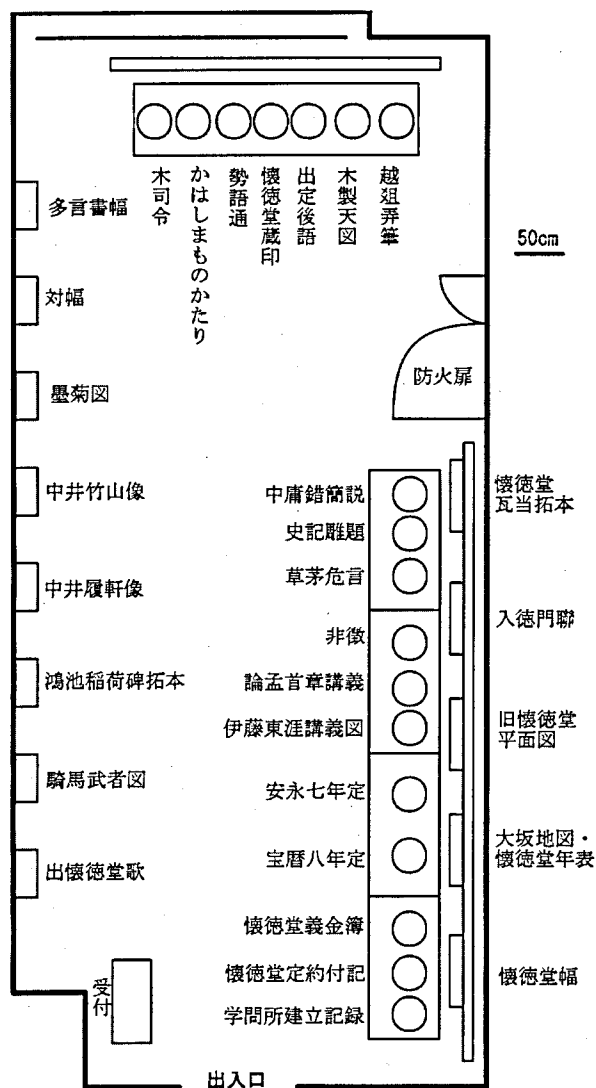 越俎弄筆
木製天図
出定後語
懐徳堂蔵印
勢語通
かはしまものかたり
木司令
50cm
防火扉
多言書幅
対幅
墨菊図
中井竹山像
中井履軒像
鴻池稲荷碑拓本
騎馬武者図
出懐徳堂歌
中庸錯簡説
史記雕題
草茅危言
非徴
論孟首章講義
伊藤東涯講義図
安永七年定
宝暦八年定
懐徳堂義金簿
懐徳堂定約付記
学問所建立記録
懐徳堂
瓦当拓本
入徳門聯
旧懐徳堂
平面図
大坂地図・
懐徳堂年表
懐徳堂幅
受付
出入口